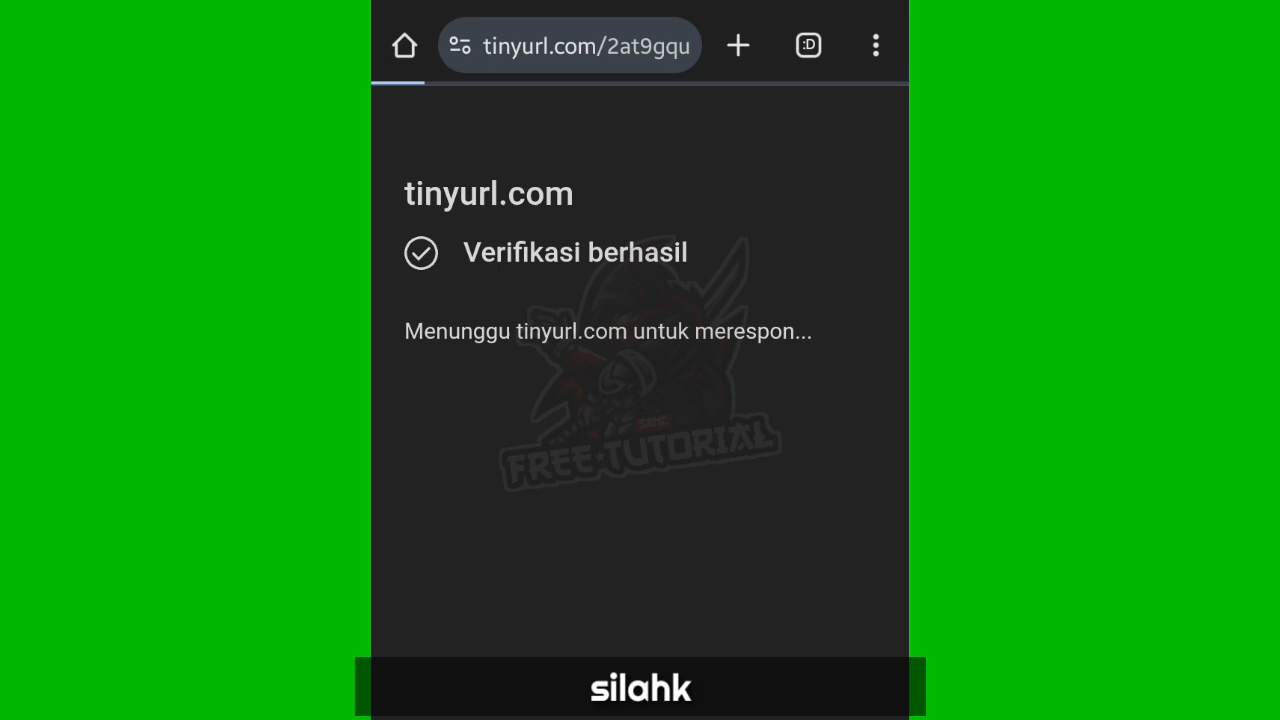 tinyurl.com/2at9gqu
:D
tinyurl.com
Verifikasi berhasil
Menunggu tinyurl.com untuk merespon...
FREE TUTORIAL
silahk